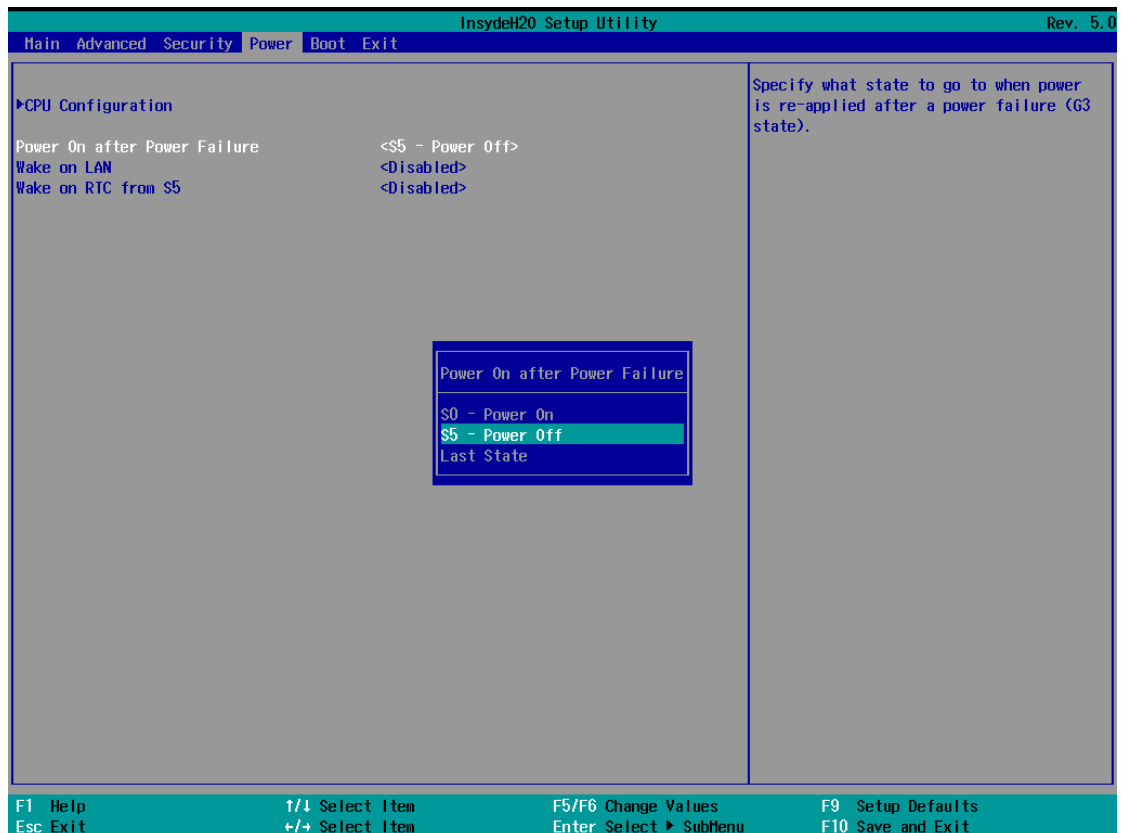 InsydeH20 Setup Utility Rev. 5.0
Main Advanced Security Power Boot Exit
▶CPU Configuration
Power On after Power Failure <S5 - Power Off>
Wake on LAN <Disabled>
Wake on RTC from S5 <Disabled>
Specify what state to go to when power
is re-applied after a power failure (G3
state).
Power On after Power Failure
S0 - Power On
S5 - Power Off
Last State
F1 Help ↑/↓ Select Item F5/F6 Change Values F9 Setup Defaults
Esc Exit ←/→ Select Item Enter Select ▶ SubMenu F10 Save and Exit